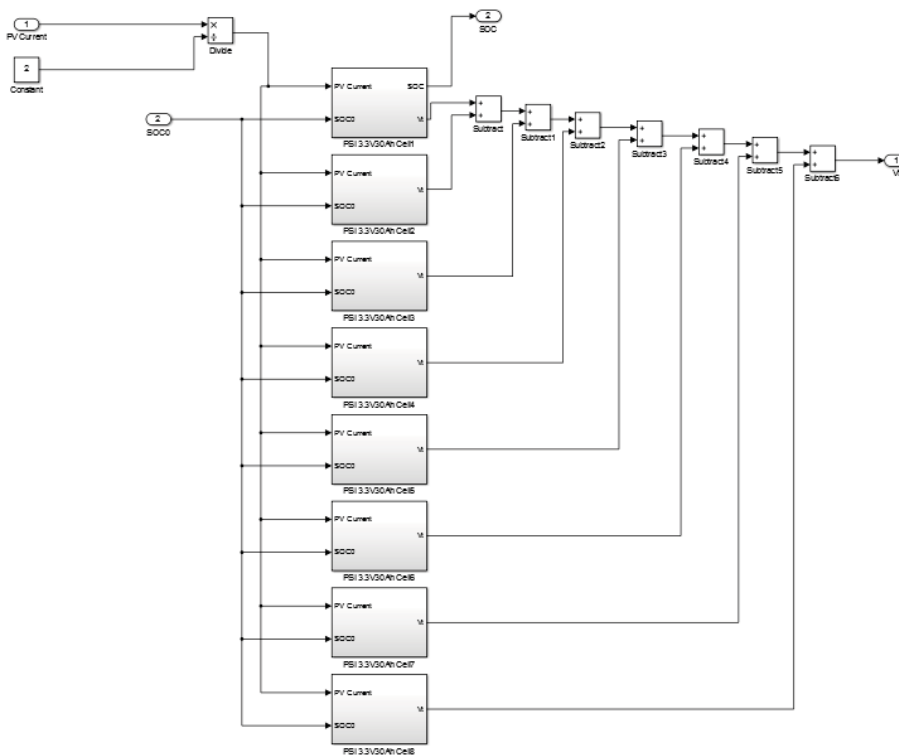 1
PV Current
×
÷
Divide
2
Constant
2
SOC0
2
SOC
PV Current
SOC
SOC0
Vt
PSI 3.3V30Ah Cell1
+
+
Subtract
+
+
Subtract1
+
+
Subtract2
+
+
Subtract3
+
+
Subtract4
+
+
Subtract5
+
+
Subtract6
1
PV Current
Vt
SOC0
PSI 3.3V30Ah Cell2
PV Current
Vt
SOC0
PSI 3.3V30Ah Cell3
PV Current
Vt
SOC0
PSI 3.3V30Ah Cell4
PV Current
Vt
SOC0
PSI 3.3V30Ah Cell5
PV Current
Vt
SOC0
PSI 3.3V30Ah Cell6
PV Current
Vt
SOC0
PSI 3.3V30Ah Cell7
PV Current
Vt
SOC0
PSI 3.3V30Ah Cell8